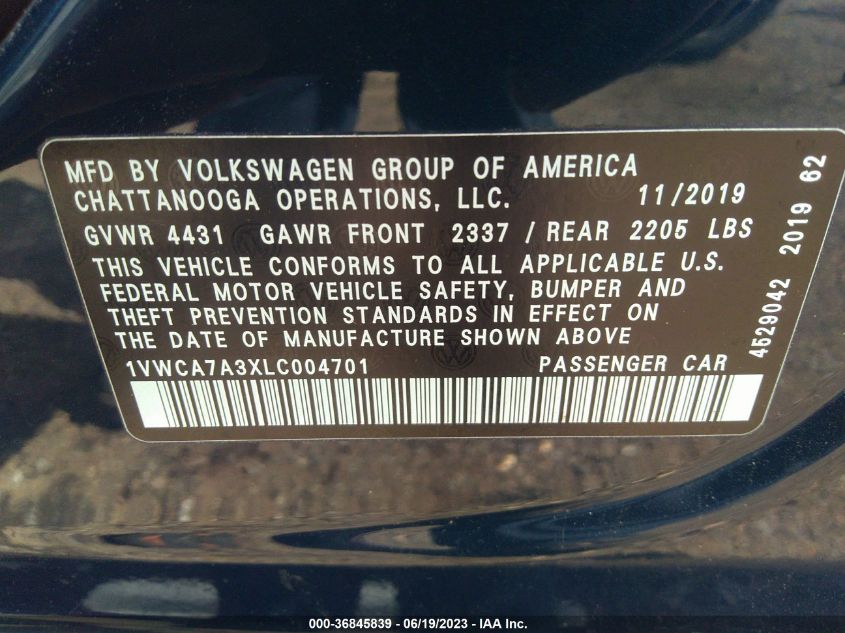 MFD BY VOLKSWAGEN GROUP OF AMERICA
CHATTANOOGA OPERATIONS, LLC. 11/2019
GVWR 4431 GAWR FRONT 2337 / REAR 2205 LBS
THIS VEHICLE CONFORMS TO ALL APPLICABLE U.S.
FEDERAL MOTOR VEHICLE SAFETY, BUMPER AND
THEFT PREVENTION STANDARDS IN EFFECT ON
THE DATE OF MANUFACTURE SHOWN ABOVE
1VWCA7A3XLC004701 PASSENGER CAR
4529042 2019 62
000-36845839 - 06/19/2023 - IAA Inc.